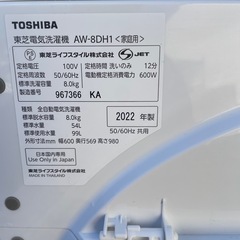 TOSHIBA
東芝電気洗濯機 AW-8DH1<家庭用>
東芝ライフスタイル株式会社 S-JET
定格電圧 100V
定格周波数 50/60Hz
標準洗濯容量 8.0kg
定格時間 洗いのみ 12分
電動機定格消費電力 600W
製造番号 967366 KA
種類 全自動電気洗濯機
標準脱水容量 8.0kg
標準水量 54L
標準使用水量 99L
外形寸法(mm) 幅600 x 奥行569 x 高さ980
2022 年製
50/60Hz 共用
日本国内専用
Use only in Japan
東芝ライフスタイル株式会社
MADE IN THAILAND